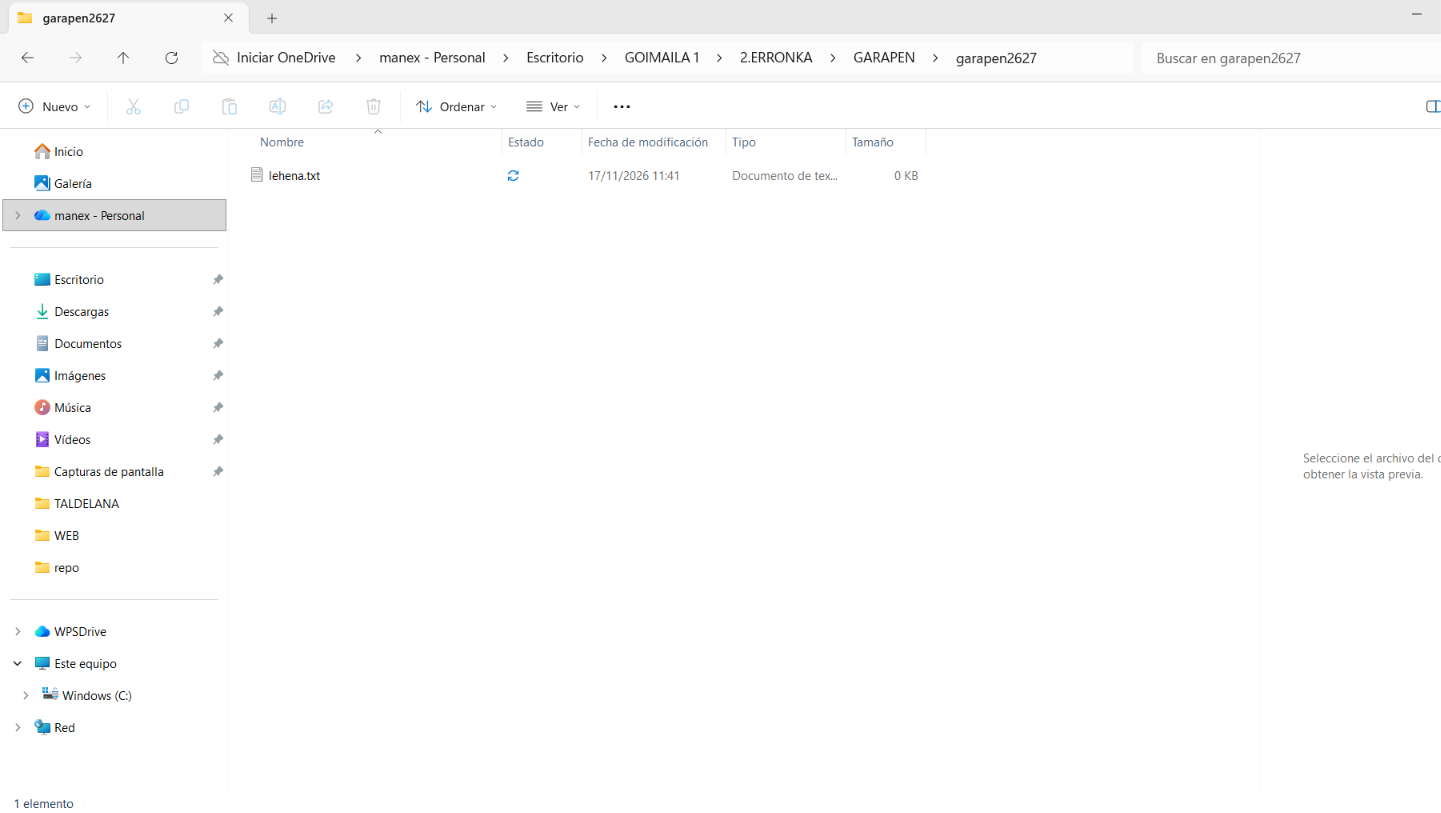 garapen2627
Iniciar OneDrive > manex - Personal > Escritorio > GOIMAILA 1 > 2.ERRONKA > GARAPEN > garapen2627
Buscar en garapen2627
Nuevo
Ordenar
Ver
Inicio
Galería
manex - Personal
Escritorio
Descargas
Documentos
Imágenes
Música
Vídeos
Capturas de pantalla
TALDELANA
WEB
repo
WPSDrive
Este equipo
Windows (C:)
Red
Nombre Estado Fecha de modificación Tipo Tamaño
lehena.txt 17/11/2026 11:41 Documento de tex... 0 KB
Seleccione el archivo del
obtener la vista previa.
1 elemento